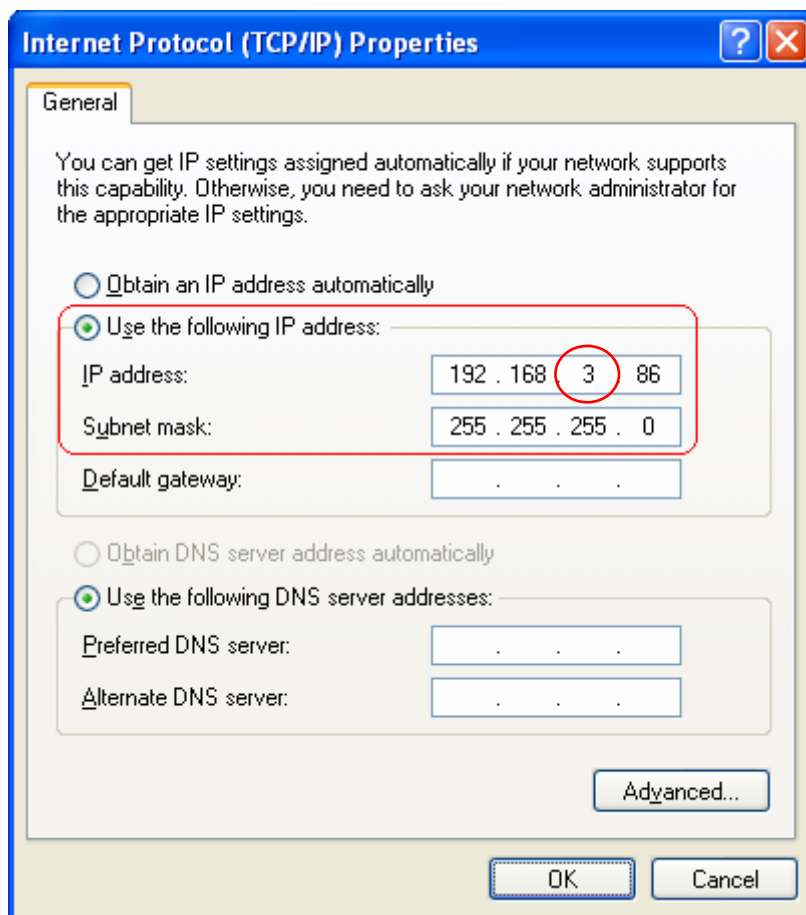 Internet Protocol (TCP/IP) Properties
General
You can get IP settings assigned automatically if your network supports
this capability. Otherwise, you need to ask your network administrator for
the appropriate IP settings.
Obtain an IP address automatically
Use the following IP address:
IP address: 192 . 168 . 3 . 86
Subnet mask: 255 . 255 . 255 . 0
Default gateway: . . .
Obtain DNS server address automatically
Use the following DNS server addresses:
Preferred DNS server: . . .
Alternate DNS server: . . .
Advanced...
OK Cancel